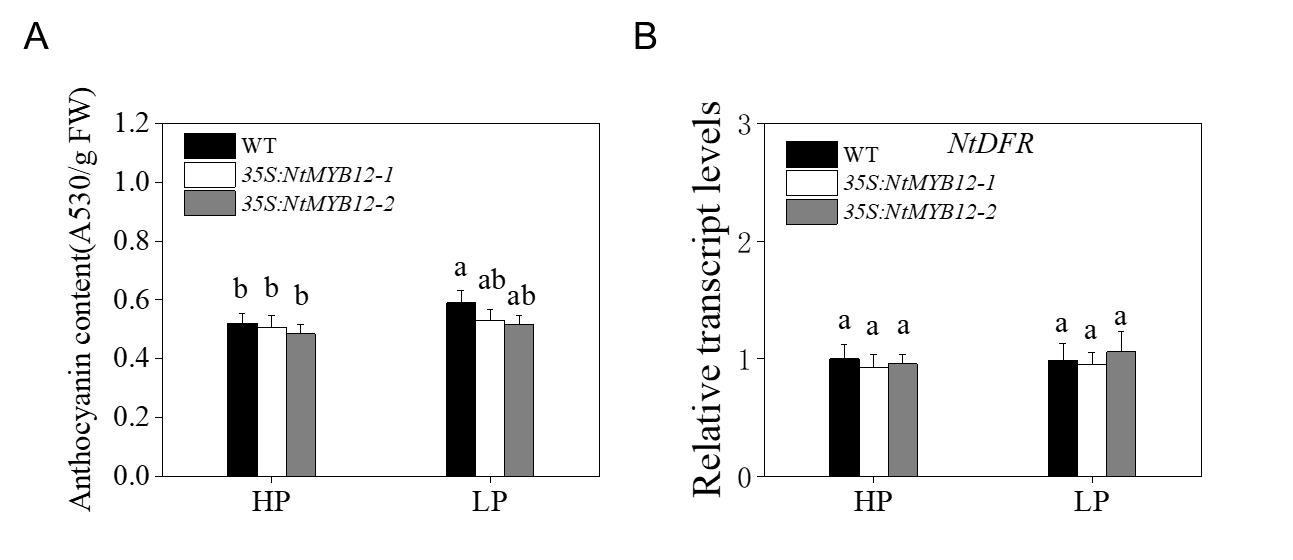 A
Anthocyanin content(A530/g FW)
1.2
1.0
0.8
0.6
0.4
0.2
0.0
WT
35S:NtMYB12-1
35S:NtMYB12-2
b b b
a ab ab
HP LP
B
Relative transcript levels
3
2
1
0
NtDFR
WT
35S:NtMYB12-1
35S:NtMYB12-2
a a a
a a a
HP LP